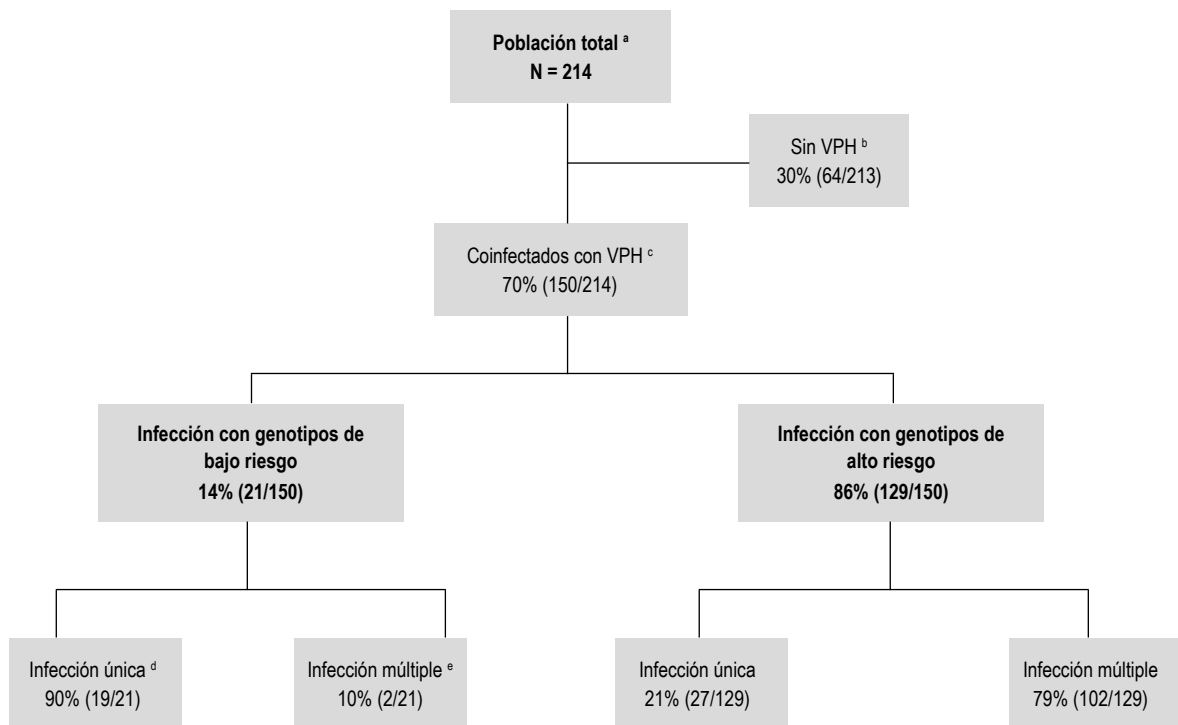 Población total ᵃ
N = 214
Sin VPH ᵇ
30% (64/213)
Coinfectados con VPH ᶜ
70% (150/214)
Infección con genotipos de
bajo riesgo
14% (21/150)
Infección con genotipos de
alto riesgo
86% (129/150)
Infección única ᵈ
90% (19/21)
Infección múltiple ᵉ
10% (2/21)
Infección única
21% (27/129)
Infección múltiple
79% (102/129)